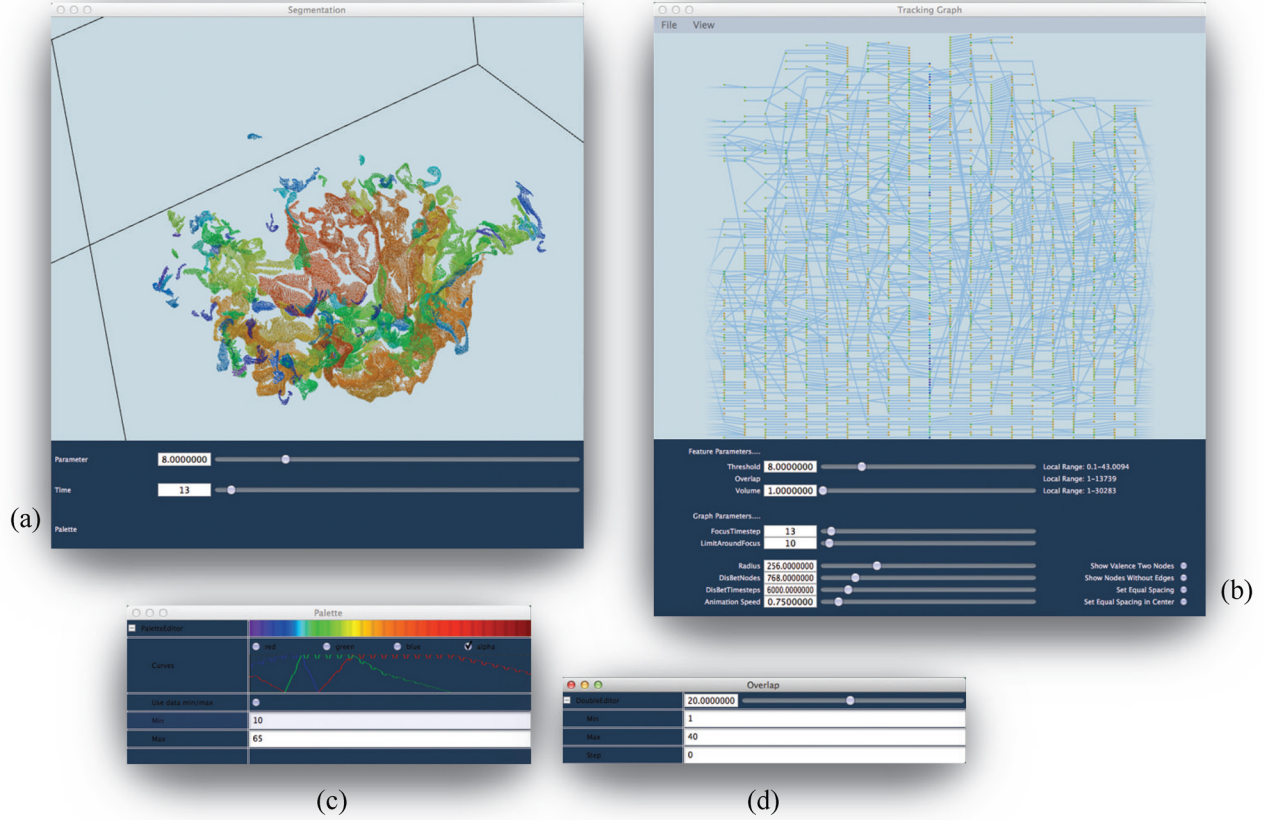 Segmentation
Parameter 8.0000000
Time 13
Palette
(a)
Tracking Graph
File View
Feature Parameters....
Threshold 8.0000000 Local Range: 0.1-43.0094
Overlap Local Range: 1-13739
Volume 1.0000000 Local Range: 1-30283
Graph Parameters....
FocusTimestep 13
LimitAroundFocus 10
Radius 256.0000000 Show Valence Two Nodes
DisBetNodes 768.0000000 Show Nodes Without Edges
DisBetTimesteps 6000.0000000 Set Equal Spacing
Animation Speed 0.7500000 Set Equal Spacing in Center
(b)
Palette
PaletteEditor
red green blue alpha
Curves
Use data min/max
Min 10
Max 65
(c)
Overlap
DoubleEditor 20.0000000
Min 1
Max 40
Step 0
(d)